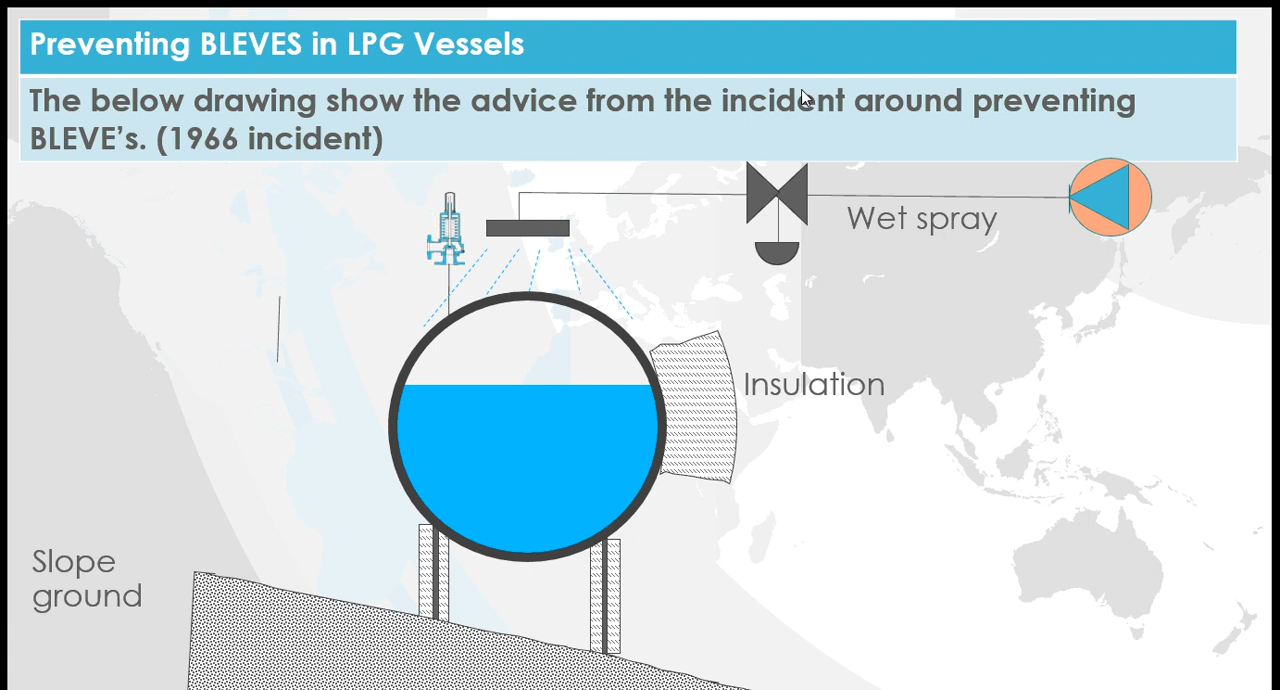 Preventing BLEVES in LPG Vessels
The below drawing show the advice from the incident around preventing
BLEVE’s. (1966 incident)
Wet spray
Insulation
Slope
ground